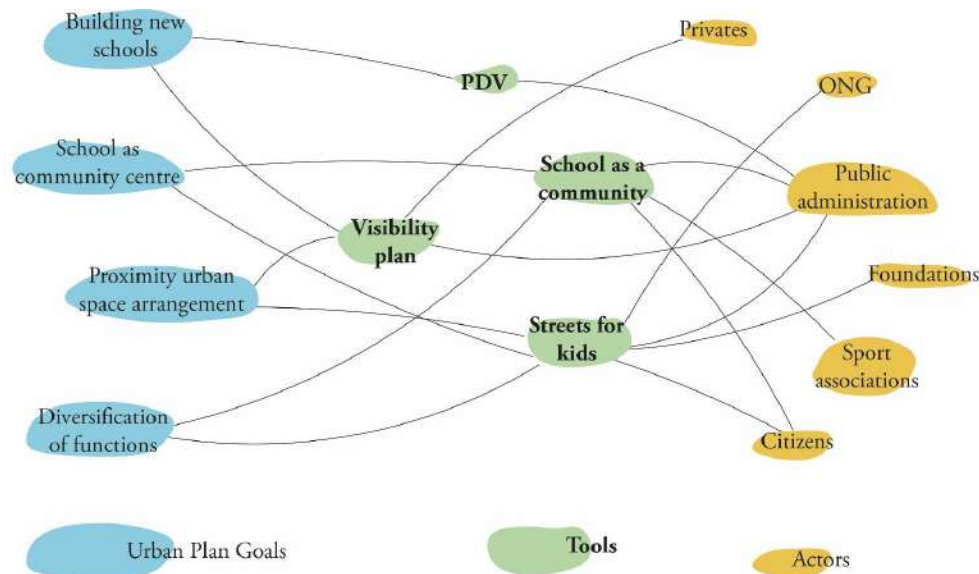 Building new
schools
Privates
PDV
ONG
School as
community centre
School as a
community
Public
administration
Visibility
plan
Proximity urban
space arrangement
Foundations
Streets for
kids
Sport
associations
Diversification
of functions
Citizens
Urban Plan Goals
Tools
Actors